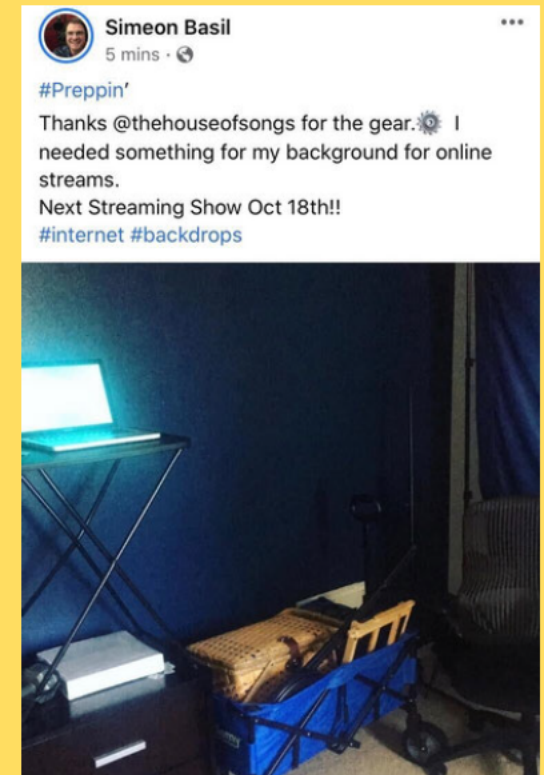 Simeon Basil
5 mins ·
#Preppin'
Thanks @thehouseofsongs for the gear. I
needed something for my background for online
streams.
Next Streaming Show Oct 18th!!
#internet #backdrops